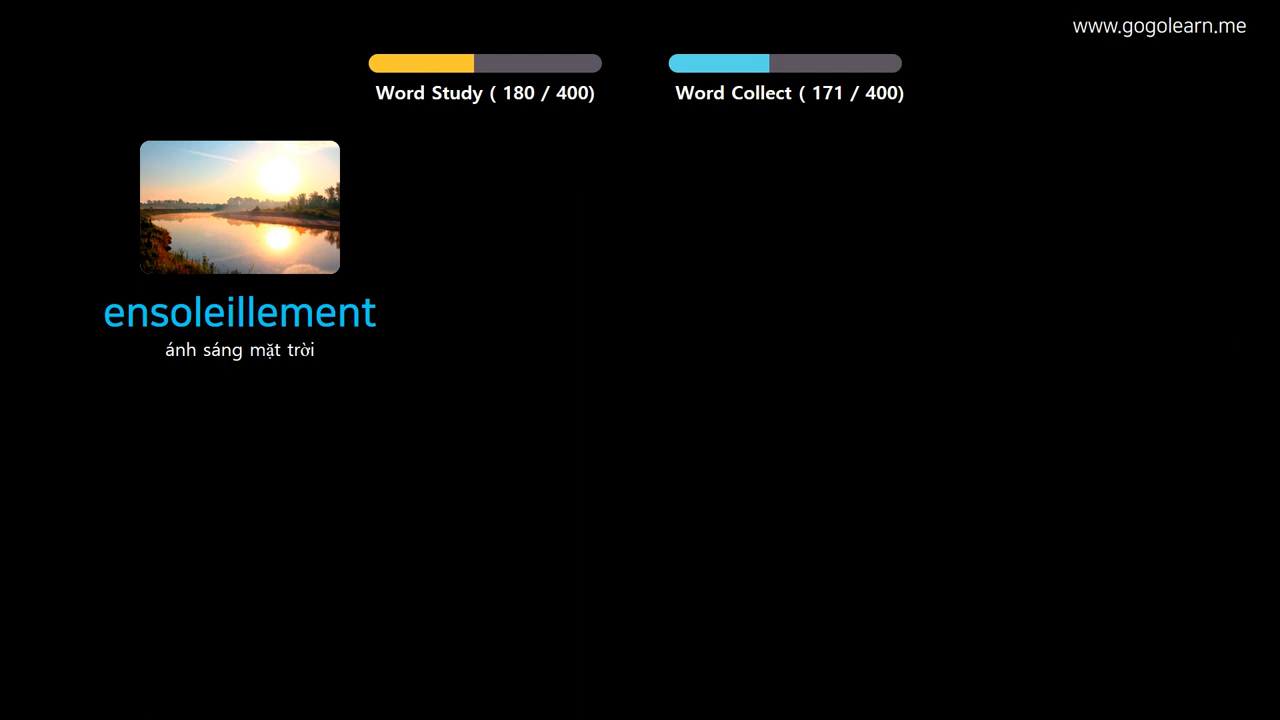 www.gogolearn.me
Word Study ( 180 / 400)
Word Collect ( 171 / 400)
ensoleillement
ánh sáng mặt trời